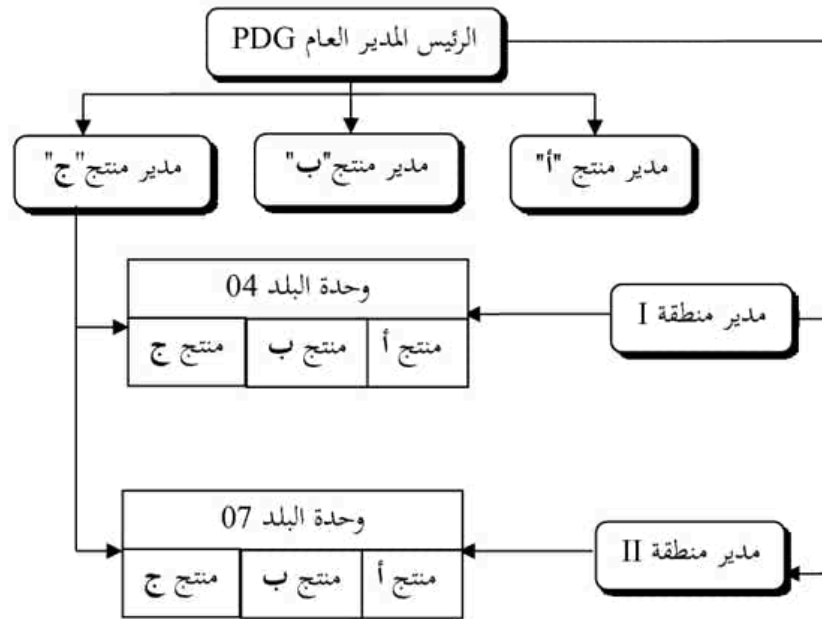 الرئيس المدير العام PDG
مدير منتج "أ"
مدير منتج"ب"
مدير منتج"ج"
وحدة البلد 04
منتج أ
منتج ب
منتج ج
مدير منطقة I
وحدة البلد 07
منتج أ
منتج ب
منتج ج
مدير منطقة II